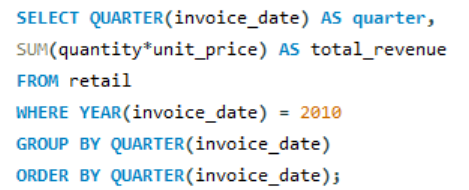 SELECT QUARTER(invoice_date) AS quarter,
SUM(quantity*unit_price) AS total_revenue
FROM retail
WHERE YEAR(invoice_date) = 2010
GROUP BY QUARTER(invoice_date)
ORDER BY QUARTER(invoice_date);